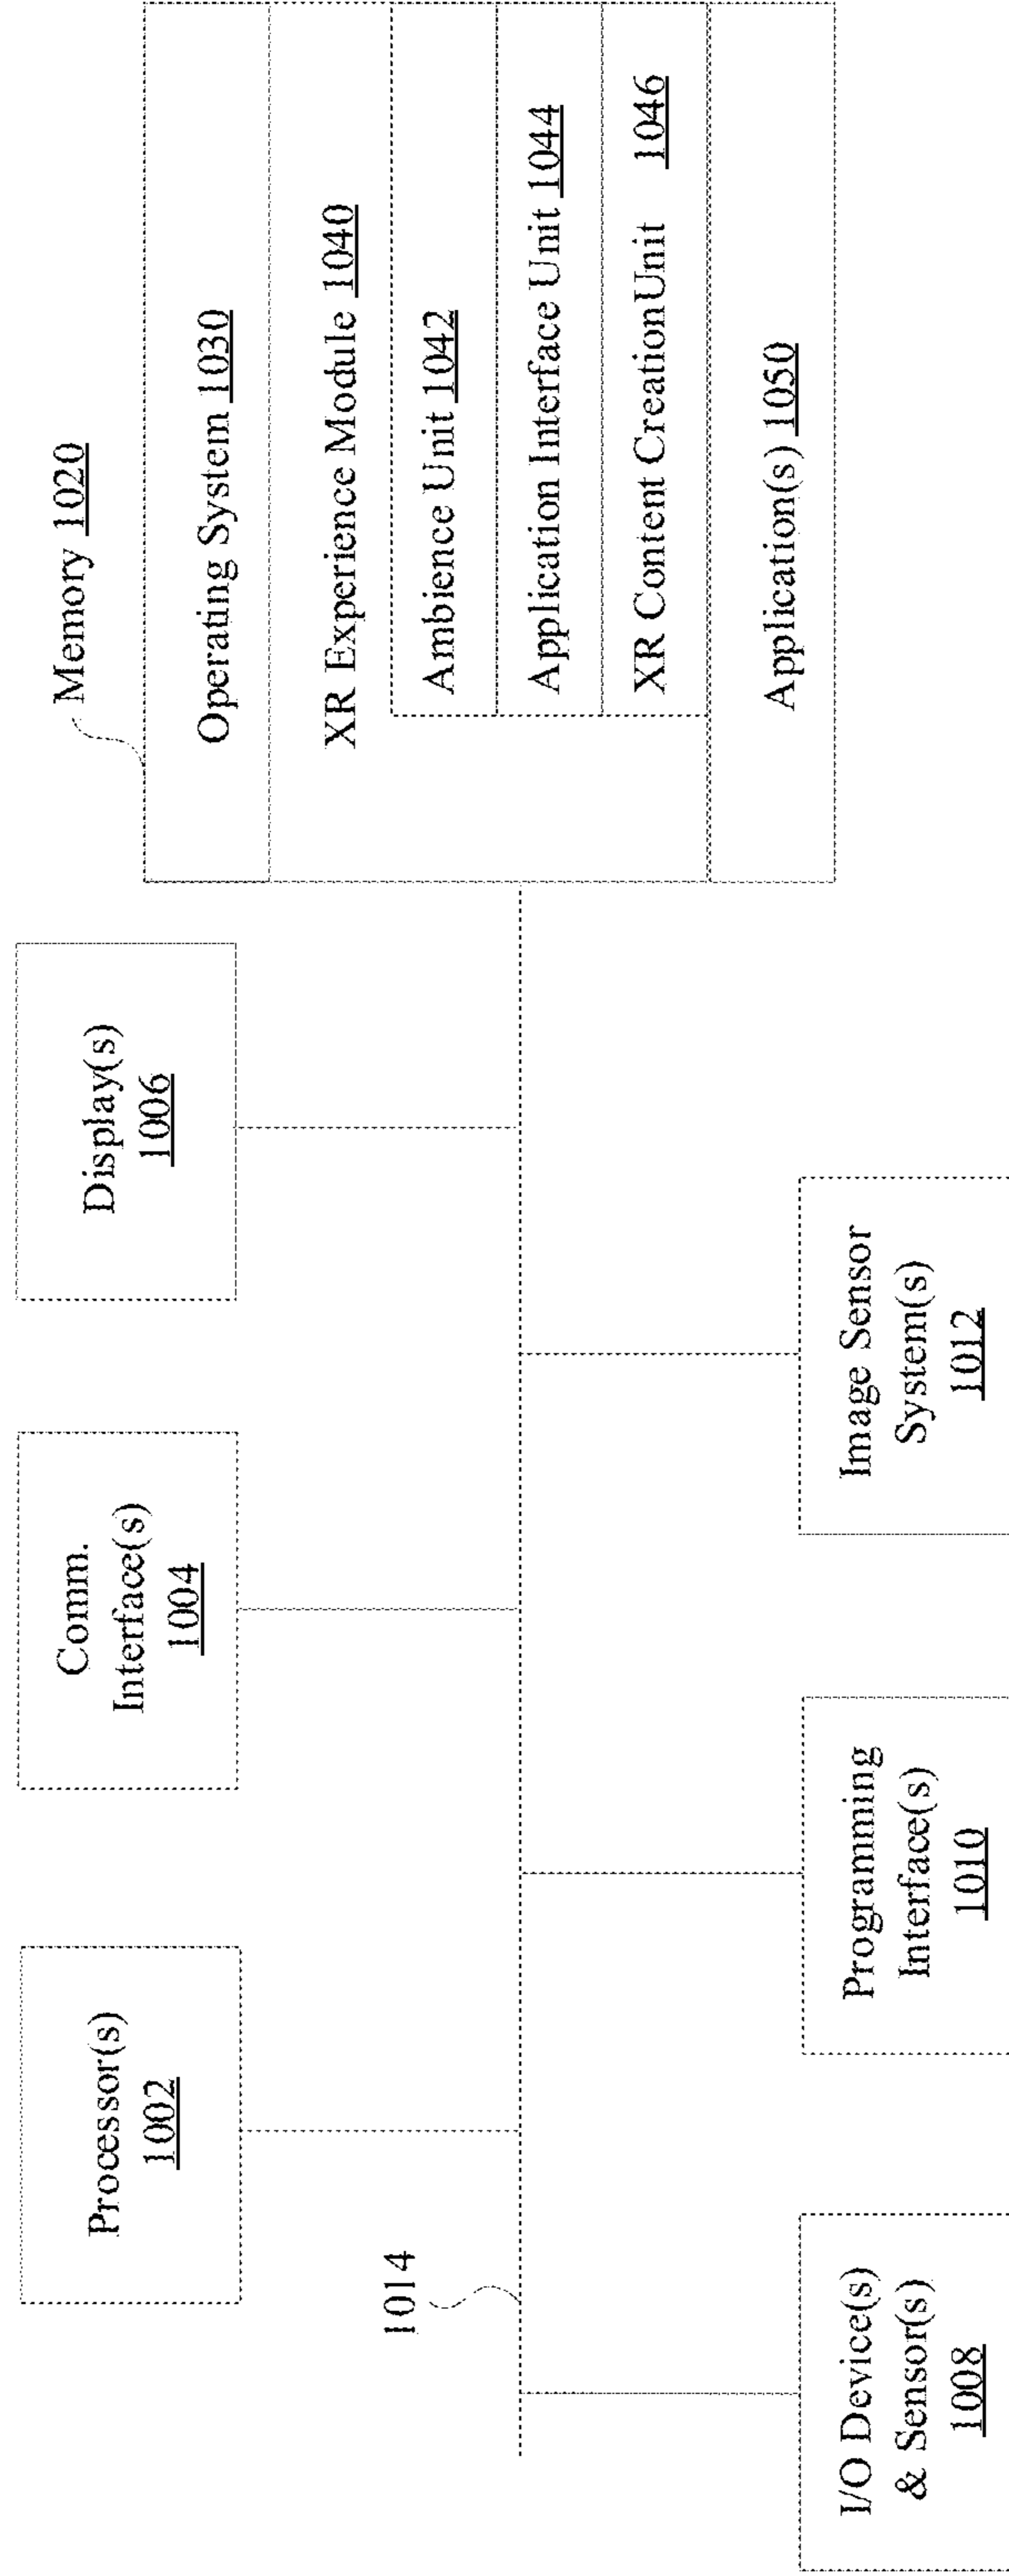 Processor(s)
1002
Comm.
Interface(s)
1004
Display(s)
1006
Memory 1020
Operating System 1030
XR Experience Module 1040
Ambience Unit 1042
Application Interface Unit 1044
XR Content CreationUnit 1046
Application(s) 1050
1014
I/O Device(s)
& Sensor(s)
1008
Programming
Interface(s)
1010
Image Sensor
System(s)
1012